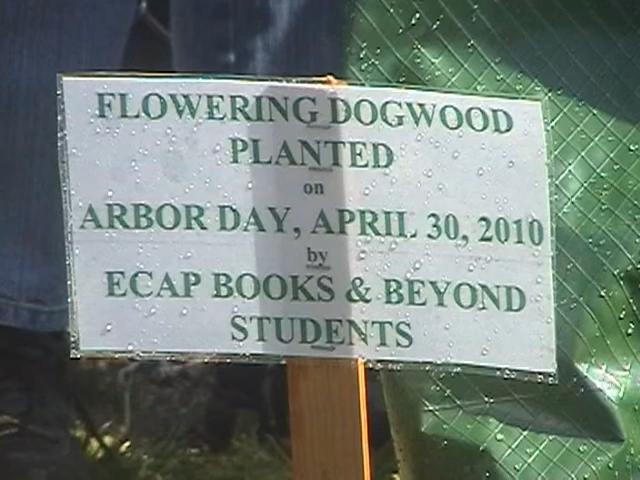 FLOWERING DOGWOOD
PLANTED
on
ARBOR DAY, APRIL 30, 2010
by
ECAP BOOKS & BEYOND
STUDENTS